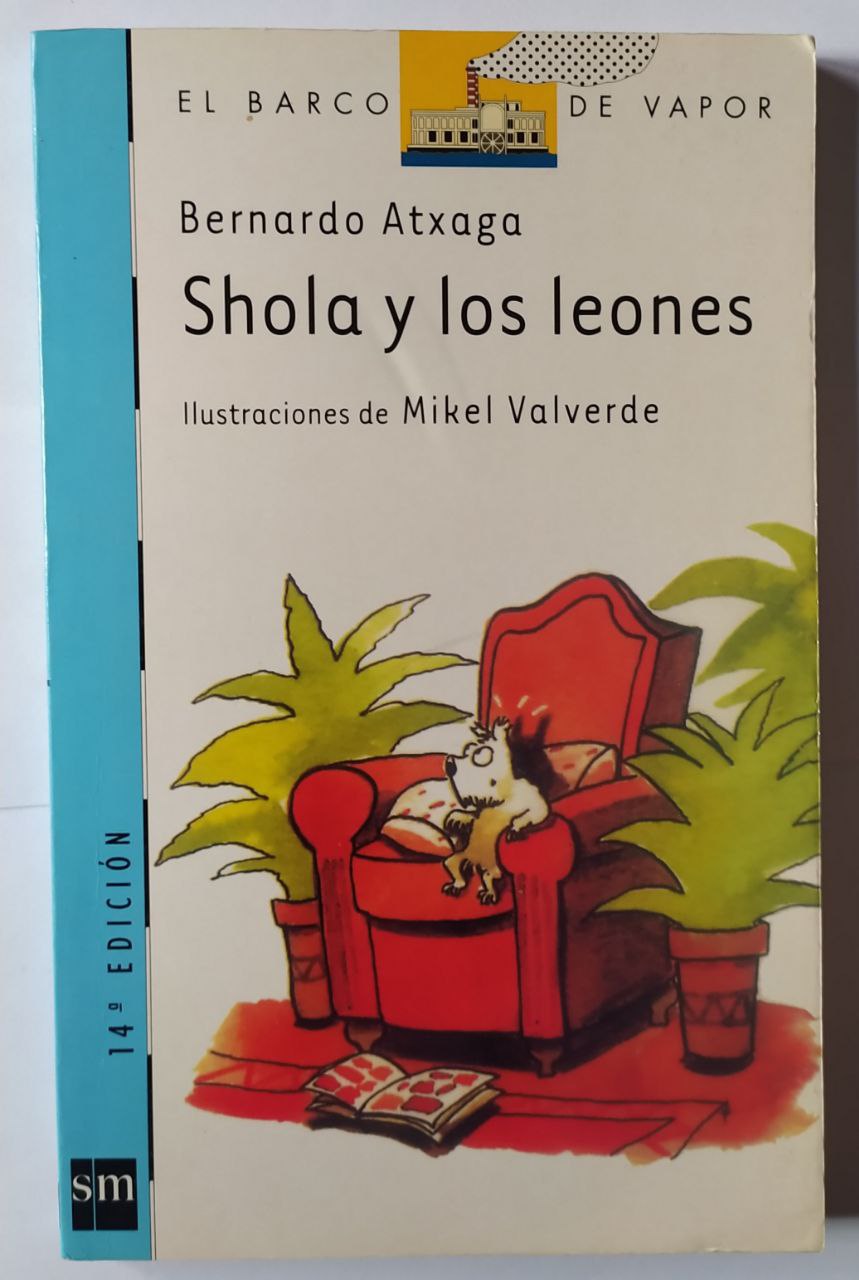 EL BARCO DE VAPOR
Bernardo Atxaga
Shola y los leones
Ilustraciones de Mikel Valverde
14ª EDICIÓN
sm